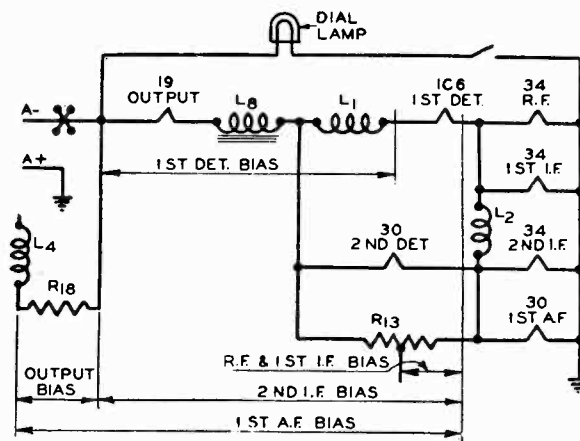 DIAL
LAMP
19
OUTPUT
L8
L1
1C6
1ST DET.
34
R.F.
A-
A+
1ST DET. BIAS
34
1ST I.F.
L4
L2
30
2ND DET
34
2ND I.F.
R18
R13
30
1ST A.F
R.F. & 1ST I.F. BIAS
OUTPUT
BIAS
2ND I.F. BIAS
1ST A.F. BIAS